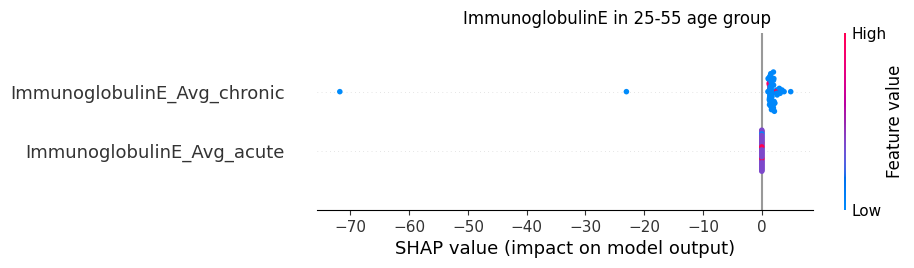 ImmunoglobulinE in 25-55 age group
High
ImmunoglobulinE_Avg_chronic
ImmunoglobulinE_Avg_acute
Feature value
Low
−70 −60 −50 −40 −30 −20 −10 0
SHAP value (impact on model output)